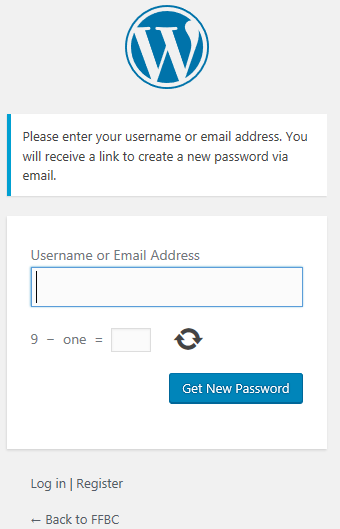 Please enter your username or email address. You
will receive a link to create a new password via
email.
Username or Email Address
9 − one =
Get New Password
Log in | Register
← Back to FFBC